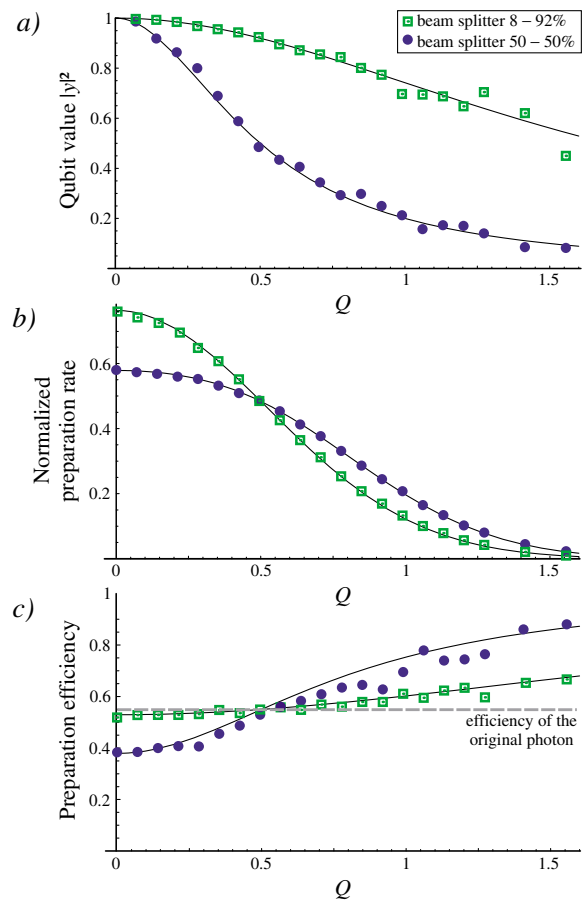 a)
beam splitter 8 – 92%
beam splitter 50 – 50%
Qubit value |y|²
1
0.8
0.6
0.4
0.2
0
0.5
1
1.5
Q
b)
Normalized
preparation rate
0.6
0.4
0.2
0
0.5
1
1.5
Q
c)
Preparation efficiency
1
0.8
0.6
0.4
0.2
efficiency of the
original photon
0
0.5
1
1.5
Q